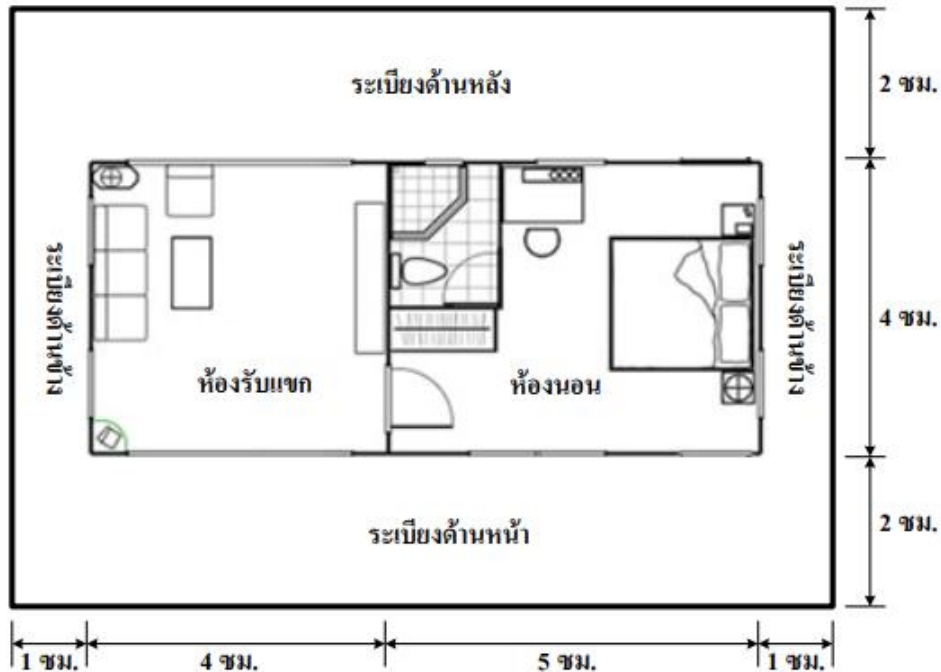 ระเบียงด้านหลัง
2 ซม.
ระเบียงด้านข้าง
ระเบียงด้านข้าง
4 ซม.
ห้องรับแขก
ห้องนอน
ระเบียงด้านหน้า
2 ซม.
1 ซม.
4 ซม.
5 ซม.
1 ซม.